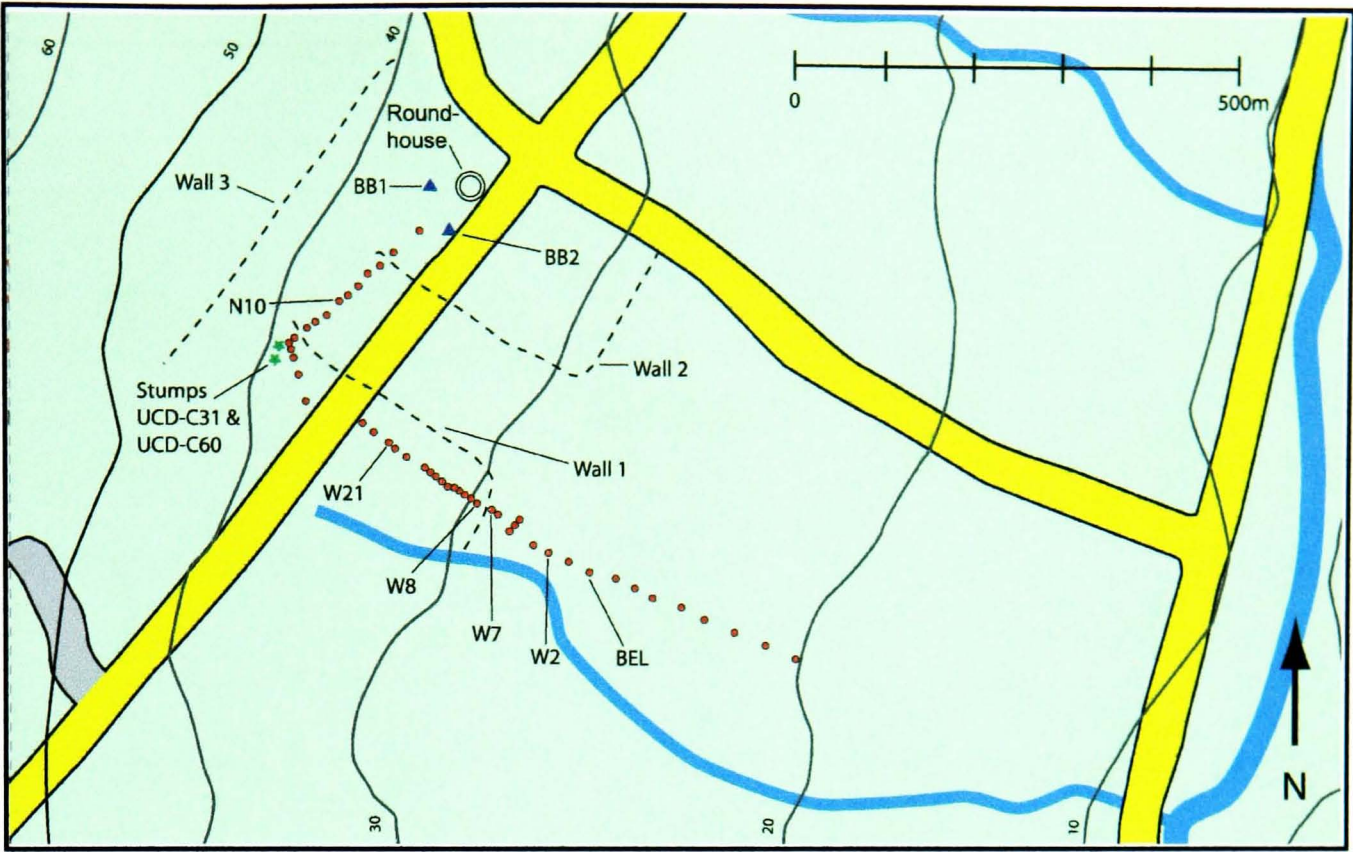 60
50
40
0
500m
Round-
house
Wall 3
BB1
BB2
N10
Wall 2
Stumps
UCD-C31 &
UCD-C60
Wall 1
W21
W8
W7
W2
BEL
N
30
20
10